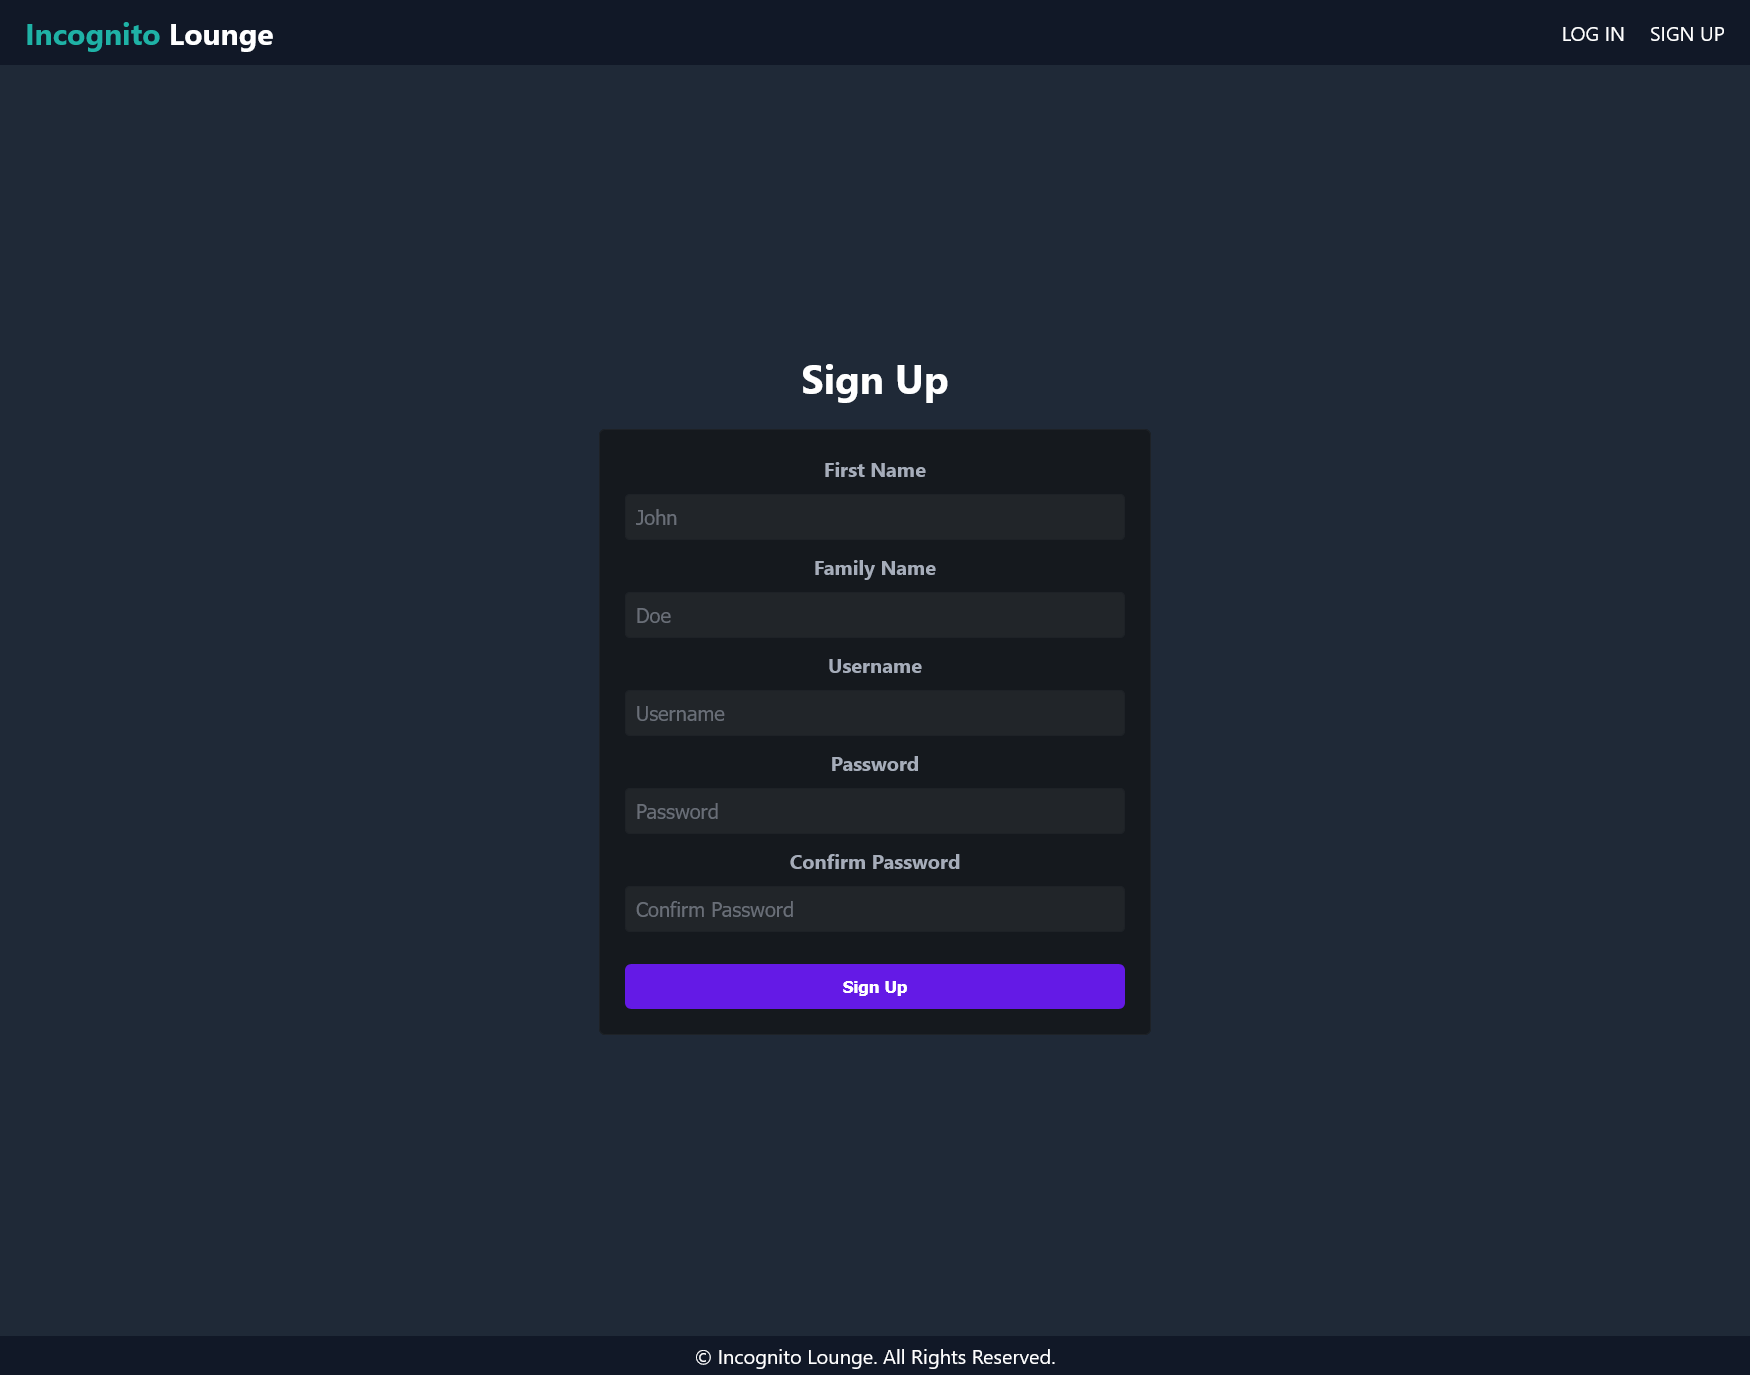 Incognito Lounge
LOG IN SIGN UP
Sign Up
First Name
John
Family Name
Doe
Username
Username
Password
Password
Confirm Password
Confirm Password
Sign Up
© Incognito Lounge. All Rights Reserved.